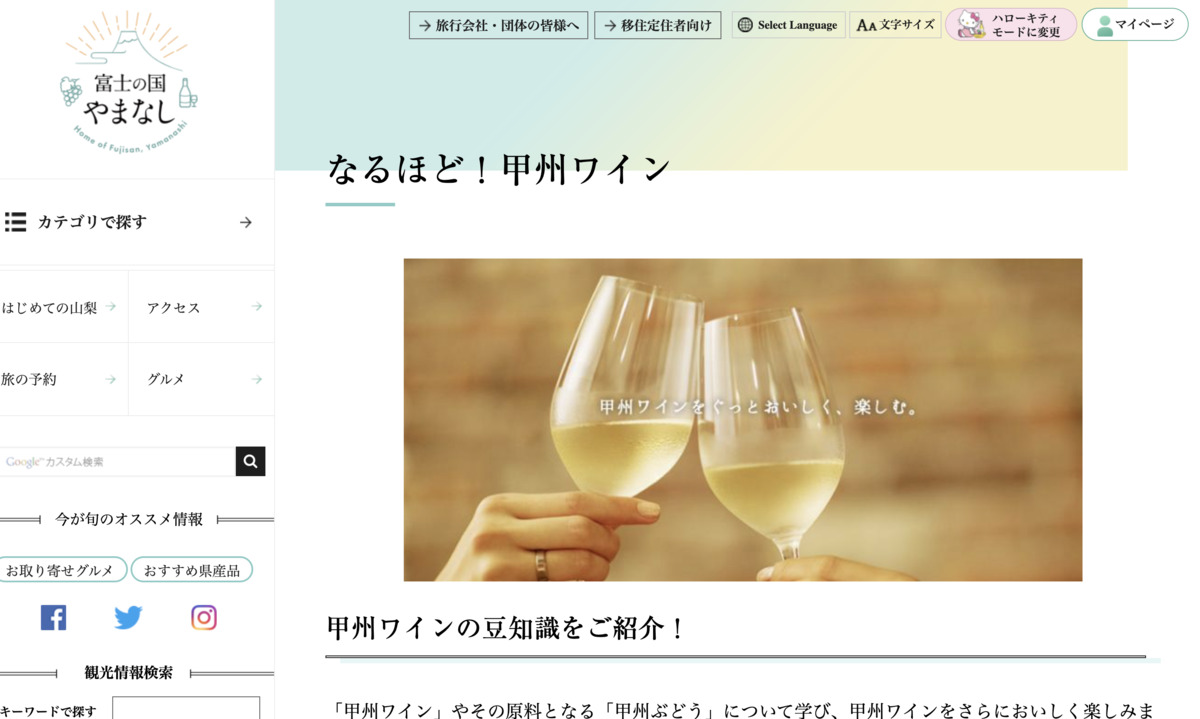 富士の国
やまなし
Home of Fujisan, Yamanashi
カテゴリで探す
はじめての山梨
アクセス
旅の予約
グルメ
Google カスタム検索
今が旬のオススメ情報
お取り寄せグルメ
おすすめ県産品
観光情報検索
キーワードで探す
旅行会社・団体の皆様へ
移住定住者向け
Select Language
AA 文字サイズ
ハローキティ
モードに変更
マイページ
なるほど！甲州ワイン
甲州ワインをぐっとおいしく、楽しむ。
甲州ワインの豆知識をご紹介！
「甲州ワイン」やその原料となる「甲州ぶどう」について学び、甲州ワインをさらにおいしく楽しみま